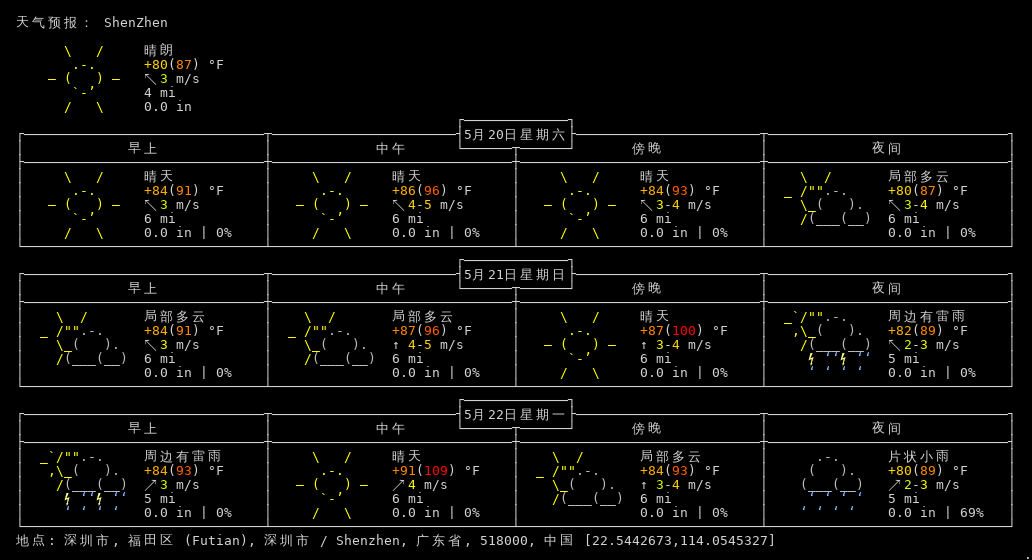 天气预报： ShenZhen
晴朗
+80(87) °F
↖3 m/s
4 mi
0.0 in
5月20日星期六
早上 中午 傍晚 夜间
晴天 晴天 晴天 局部多云
+84(91) °F +86(96) °F +84(93) °F +80(87) °F
↖3 m/s ↖4-5 m/s ↖3-4 m/s ↖3-4 m/s
6 mi 6 mi 6 mi 6 mi
0.0 in | 0% 0.0 in | 0% 0.0 in | 0% 0.0 in | 0%
5月21日星期日
早上 中午 傍晚 夜间
局部多云 局部多云 晴天 周边有雷雨
+84(91) °F +87(96) °F +87(100) °F +82(89) °F
↖3 m/s ↑ 4-5 m/s ↑ 3-4 m/s ↖2-3 m/s
6 mi 6 mi 6 mi 5 mi
0.0 in | 0% 0.0 in | 0% 0.0 in | 0% 0.0 in | 0%
5月22日星期一
早上 中午 傍晚 夜间
周边有雷雨 晴天 局部多云 片状小雨
+84(93) °F +91(109) °F +84(93) °F +80(89) °F
↗3 m/s ↗4 m/s ↑ 3-4 m/s ↗2-3 m/s
5 mi 6 mi 6 mi 5 mi
0.0 in | 0% 0.0 in | 0% 0.0 in | 0% 0.0 in | 69%
地点: 深圳市, 福田区 (Futian), 深圳市 / Shenzhen, 广东省, 518000, 中国 [22.5442673,114.0545327]